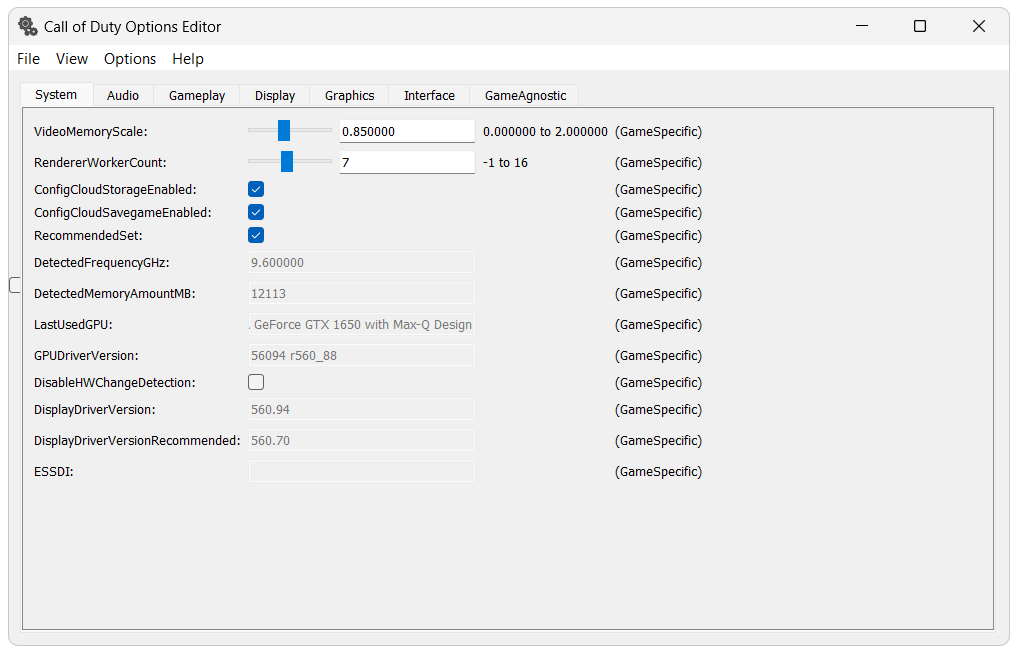 Call of Duty Options Editor
File View Options Help
System Audio Gameplay Display Graphics Interface GameAgnostic
VideoMemoryScale: 0.850000 0.000000 to 2.000000 (GameSpecific)
RendererWorkerCount: 7 -1 to 16 (GameSpecific)
ConfigCloudStorageEnabled: (GameSpecific)
ConfigCloudSavegameEnabled: (GameSpecific)
RecommendedSet: (GameSpecific)
DetectedFrequencyGHz: 9.600000 (GameSpecific)
DetectedMemoryAmountMB: 12113 (GameSpecific)
LastUsedGPU: . GeForce GTX 1650 with Max-Q Design (GameSpecific)
GPUDriverVersion: 56094 r560_88 (GameSpecific)
DisableHWChangeDetection: (GameSpecific)
DisplayDriverVersion: 560.94 (GameSpecific)
DisplayDriverVersionRecommended: 560.70 (GameSpecific)
ESSDI: (GameSpecific)